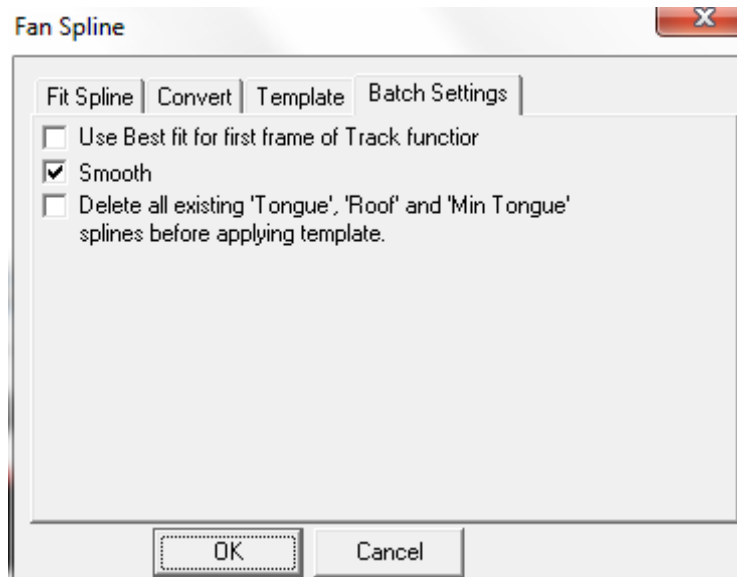 Fan Spline
x
Fit Spline Convert Template Batch Settings
Use Best fit for first frame of Track functior
Smooth
Delete all existing 'Tongue', 'Roof' and 'Min Tongue'
splines before applying template.
OK Cancel